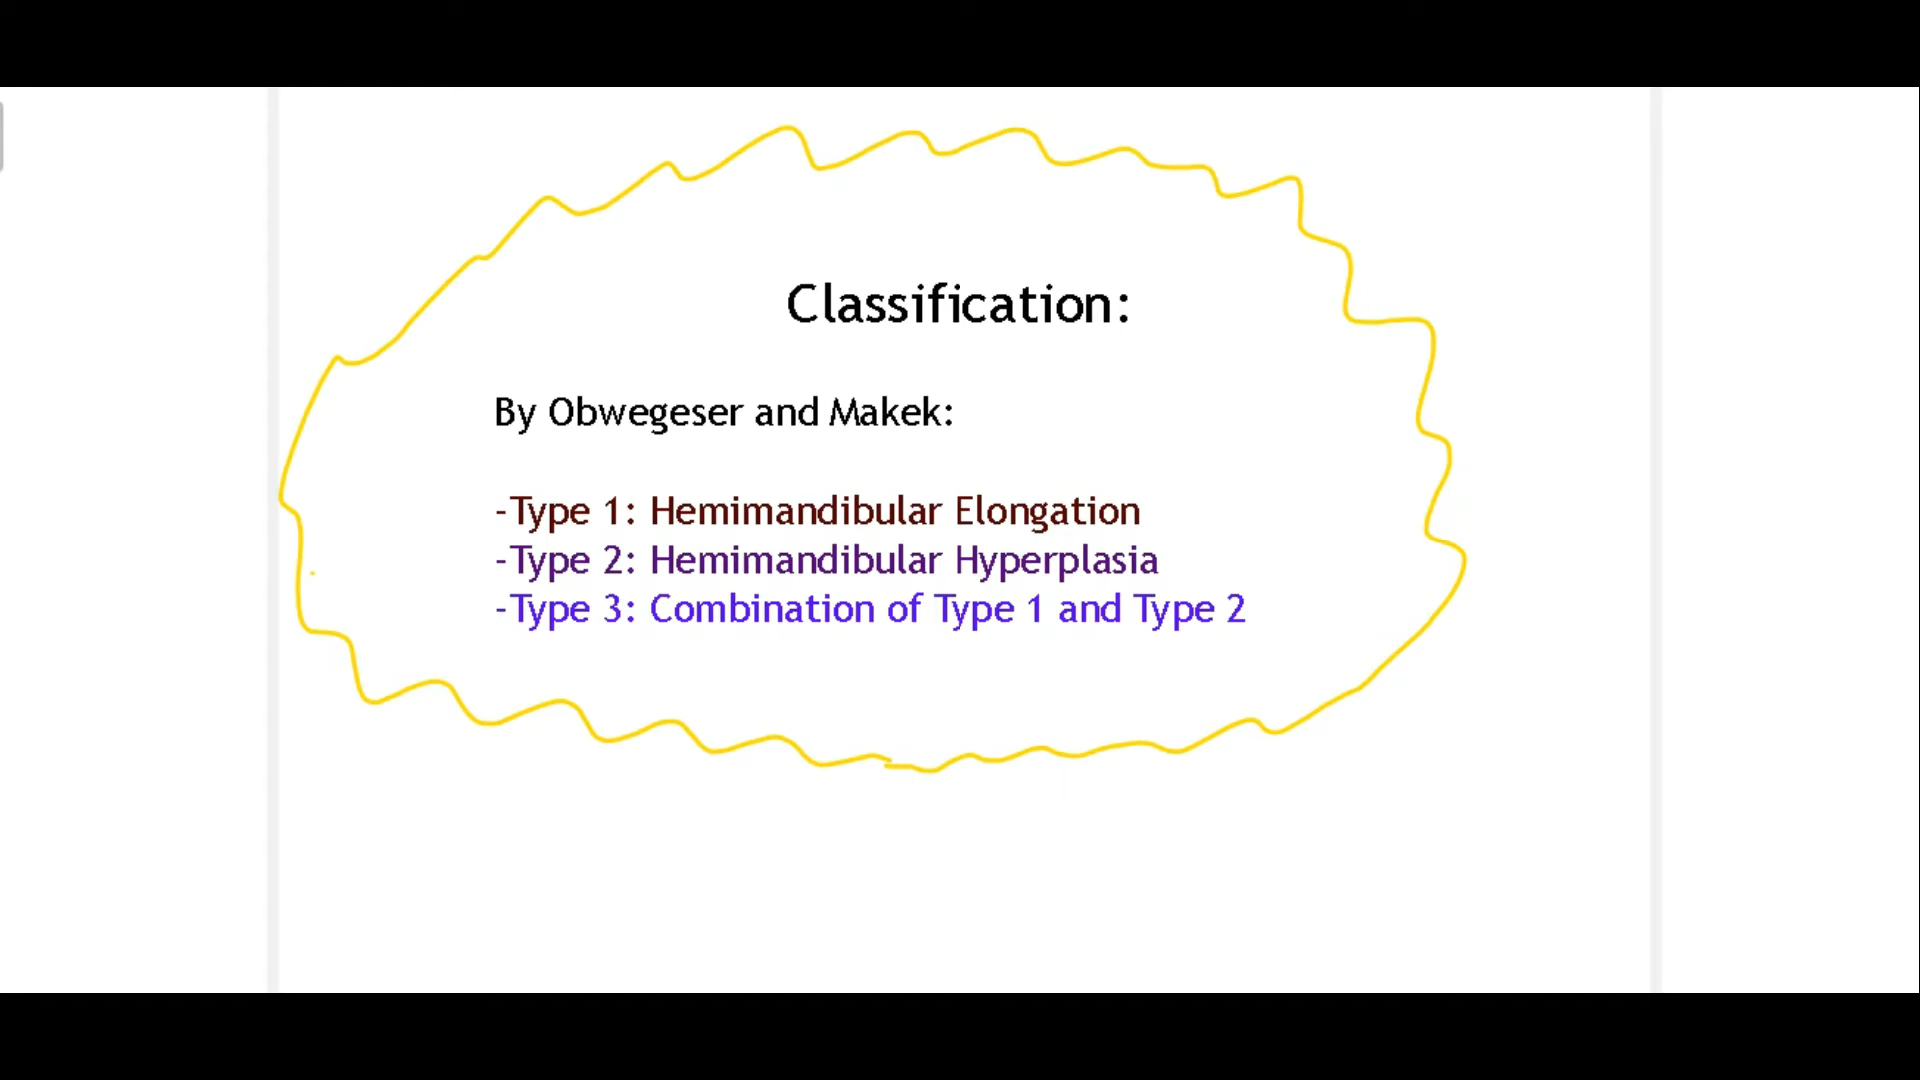 Classification:
By Obwegeser and Makek:
-Type 1: Hemimandibular Elongation
-Type 2: Hemimandibular Hyperplasia
-Type 3: Combination of Type 1 and Type 2